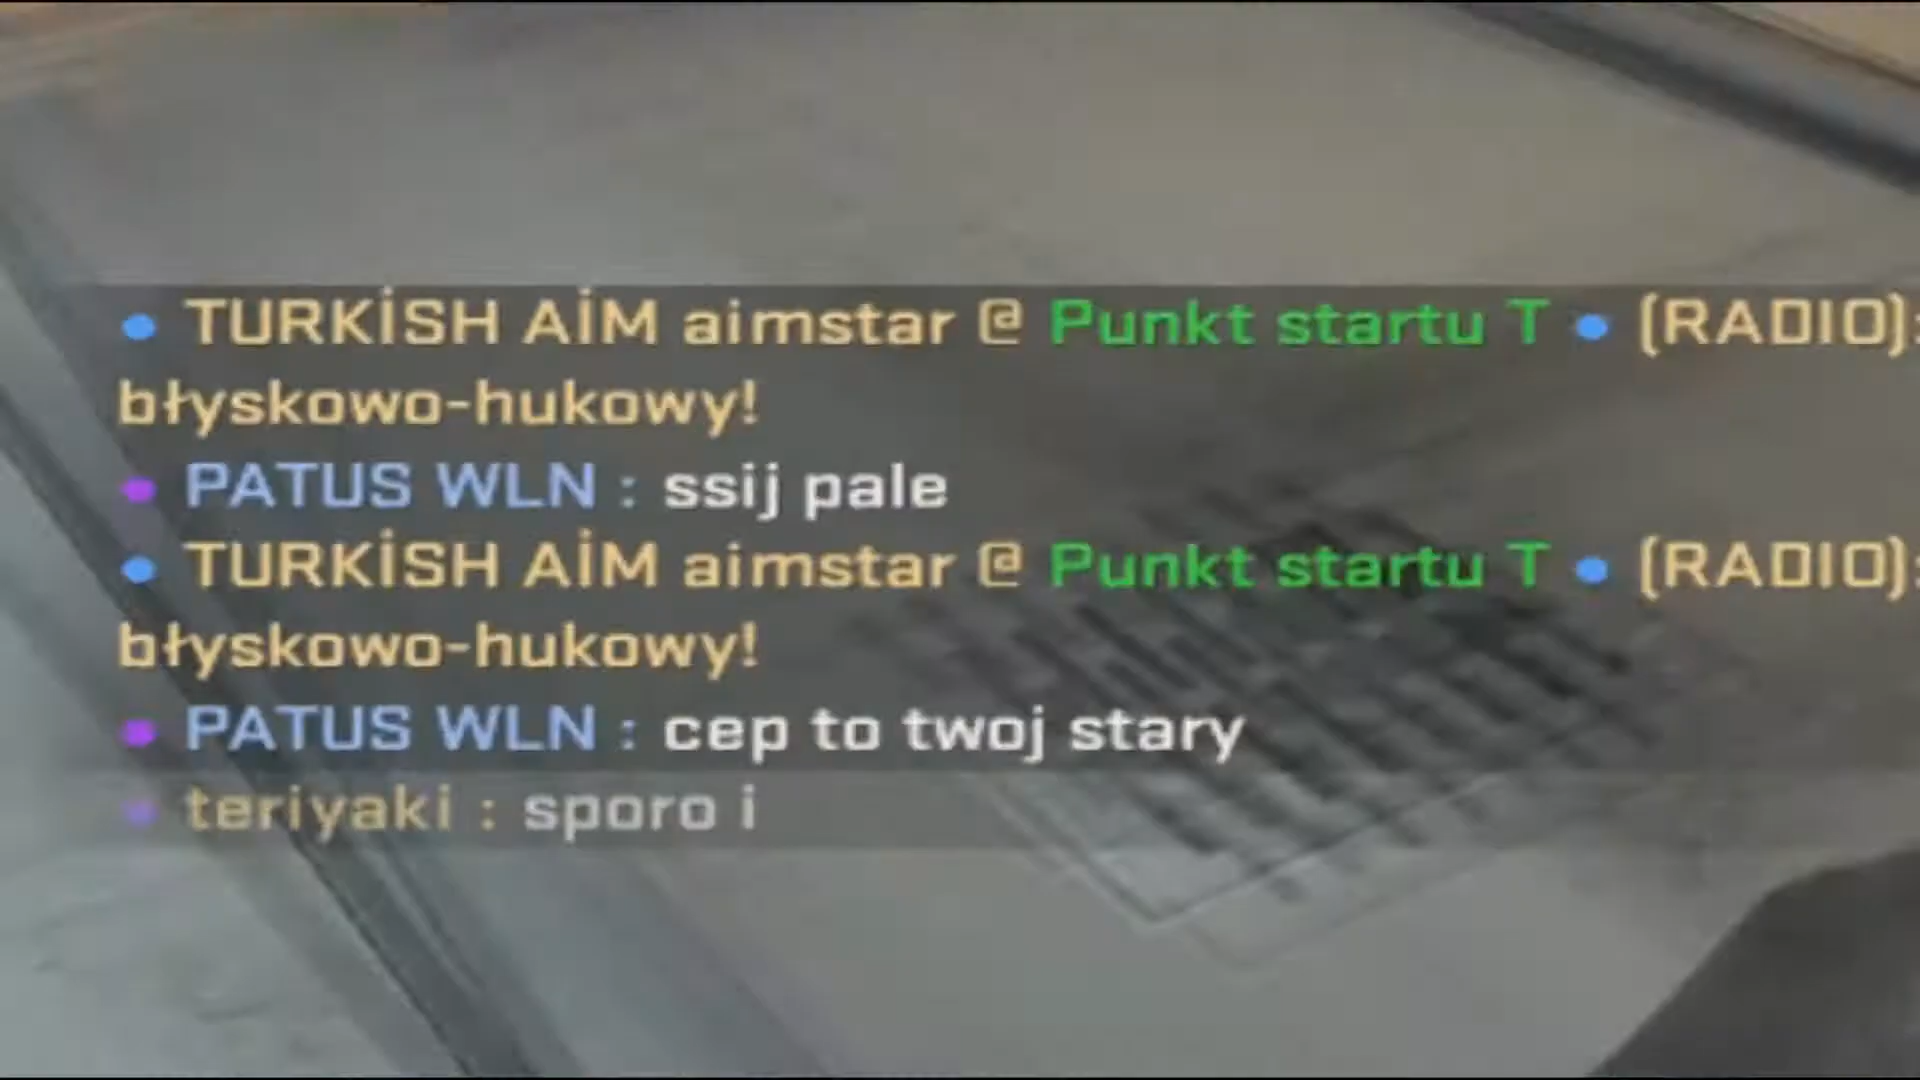 TURKİSH AİM aimstar @ Punkt startu T • (RADIO):
błyskowo-hukowy!
PATUS WLN : ssij pale
TURKİSH AİM aimstar @ Punkt startu T • (RADIO):
błyskowo-hukowy!
PATUS WLN : cep to twoj stary
teriyaki : sporo i